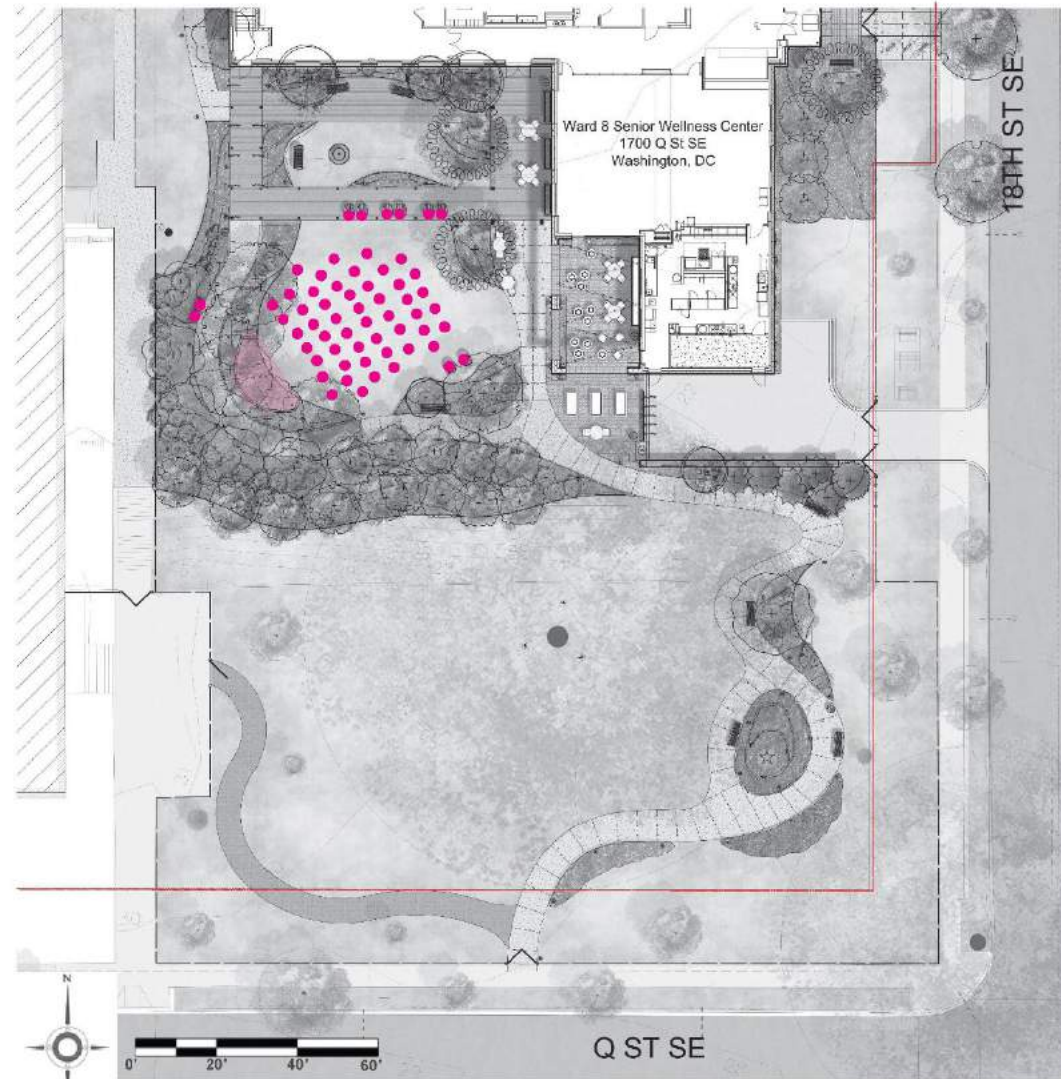 18TH ST SE
Ward 8 Senior Wellness Center
1700 Q St SE
Washington, DC
N
0' 20' 40' 60'
Q ST SE